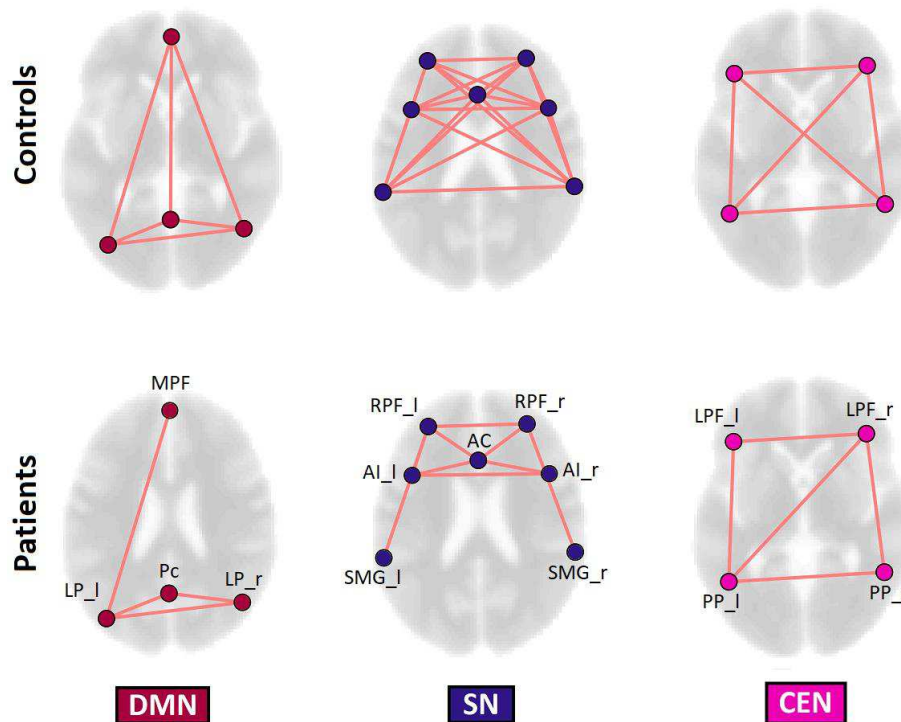 Controls
Patients
MPF
Pc
LP_l
LP_r
RPF_l
RPF_r
AC
AI_l
AI_r
SMG_l
SMG_r
LPF_l
LPF_r
PP_l
PP_
DMN
SN
CEN